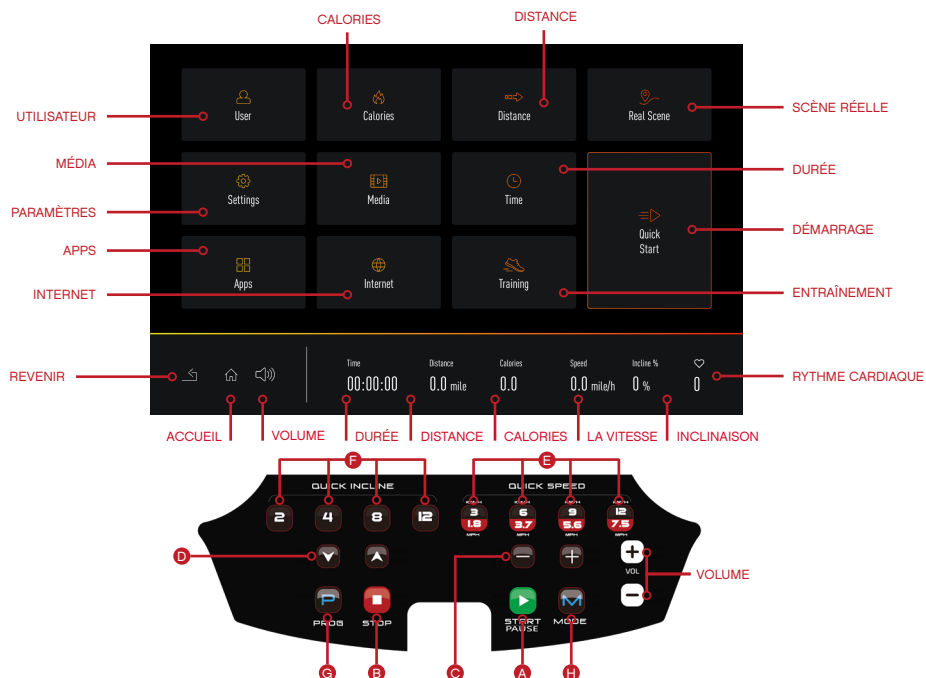 CALORIES
DISTANCE
User
Calories
Distance
Real Scene
UTILISATEUR
SCÈNE RÉELLE
MÉDIA
DURÉE
Settings
Media
Time
PARAMÈTRES
Quick
Start
DÉMARRAGE
APPS
Apps
Internet
Training
INTERNET
ENTRAÎNEMENT
REVENIR
Time
Distance
Calories
Speed
Incline %
00:00:00
0.0 mile
0.0
0.0 mile/h
0 %
0
RYTHME CARDIAQUE
ACCUEIL
VOLUME
DURÉE
DISTANCE
CALORIES
LA VITESSE
INCLINAISON
F
E
QUICK INCLINE
QUICK SPEED
KM/H
KM/H
KM/H
KM/H
2
4
8
12
3
6
9
12
1.8
3.7
5.6
7.5
MPH
MPH
MPH
MPH
D
C
VOL
VOLUME
P
M
PROG
STOP
START
PAUSE
MODE
G
B
C
A
H